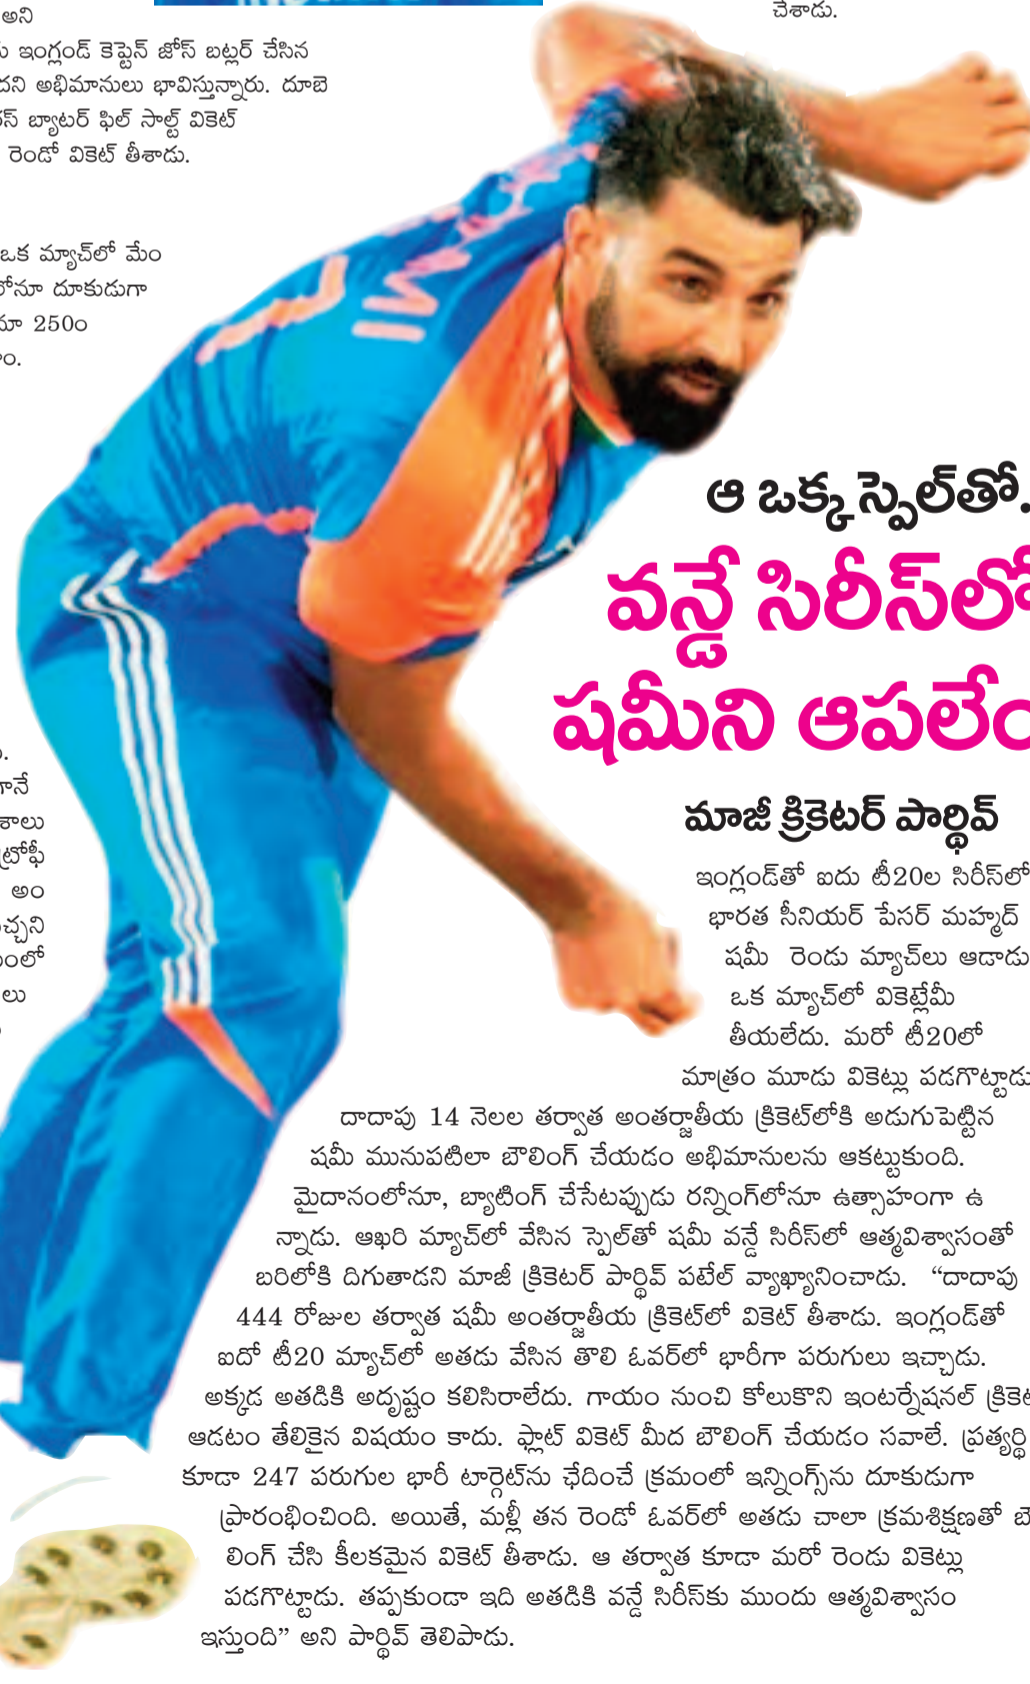 అని
ఇంగ్లండ్ కెప్టెన్ జోస్ బట్లర్ చేసిన
అభిమానులు భావిస్తున్నారు. దూబె
బ్యాటర్ ఫిల్ సాల్ట్ వికెట్
రెండో వికెట్ తీశాడు.
ఒక మ్యాచ్‌లో మేం
దూకుడుగా
250
చేశాడు.
అం
7
ఆ ఒక్క స్పెల్‌తో.
వన్డే సిరీస్‌లో
షమీని ఆపలేం
మాజీ క్రికెటర్ పార్థివ్
ఇంగ్లండ్‌తో ఐదు టీ20ల సిరీస్‌లో
భారత సీనియర్ పేసర్ మహ్మద్
షమీ రెండు మ్యాచ్‌లు ఆడాడు
ఒక మ్యాచ్‌లో వికెట్లేమీ
తీయలేదు. మరో టీ20లో
మాత్రం మూడు వికెట్లు పడగొట్టాడు
దాదాపు 14 నెలల తర్వాత అంతర్జాతీయ క్రికెట్‌లోకి అడుగుపెట్టిన
షమీ మునుపటిలా బౌలింగ్ చేయడం అభిమానులను ఆకట్టుకుంది.
మైదానంలోనూ, బ్యాటింగ్ చేసేటప్పుడు రన్నింగ్‌లోనూ ఉత్సాహంగా ఉ
న్నాడు. ఆఖరి మ్యాచ్‌లో వేసిన స్పెల్‌తో షమీ వన్డే సిరీస్‌లో ఆత్మవిశ్వాసంతో
బరిలోకి దిగుతాడని మాజీ క్రికెటర్ పార్థివ్ పటేల్ వ్యాఖ్యానించాడు. “దాదాపు
444 రోజుల తర్వాత షమీ అంతర్జాతీయ క్రికెట్‌లో వికెట్ తీశాడు. ఇంగ్లండ్‌తో
ఐదో టీ20 మ్యాచ్‌లో అతడు వేసిన తొలి ఓవర్‌లో భారీగా పరుగులు ఇచ్చాడు.
అక్కడ అతడికి అదృష్టం కలిసిరాలేదు. గాయం నుంచి కోలుకొని ఇంటర్నేషనల్
ఆడటం తేలికైన విషయం కాదు. ఫ్లాట్ వికెట్ మీద బౌలింగ్ చేయడం సవాలే. ప్రత్యర్థి
కూడా 247 పరుగుల భారీ టార్గెట్‌ను ఛేదించే క్రమంలో ఇన్నింగ్స్‌ను దూకుడుగా
ప్రారంభించింది. అయితే, మళ్లీ తన రెండో ఓవర్‌లో అతడు చాలా క్రమశిక్షణతో బౌ
లింగ్ చేసి కీలకమైన వికెట్ తీశాడు. ఆ తర్వాత కూడా మరో రెండు వికెట్లు
పడగొట్టాడు. తప్పకుండా ఇది అతడికి వన్డే సిరీస్‌కు ముందు ఆత్మవిశ్వాసం
ఇస్తుంది” అని పార్థివ్ తెలిపాడు.